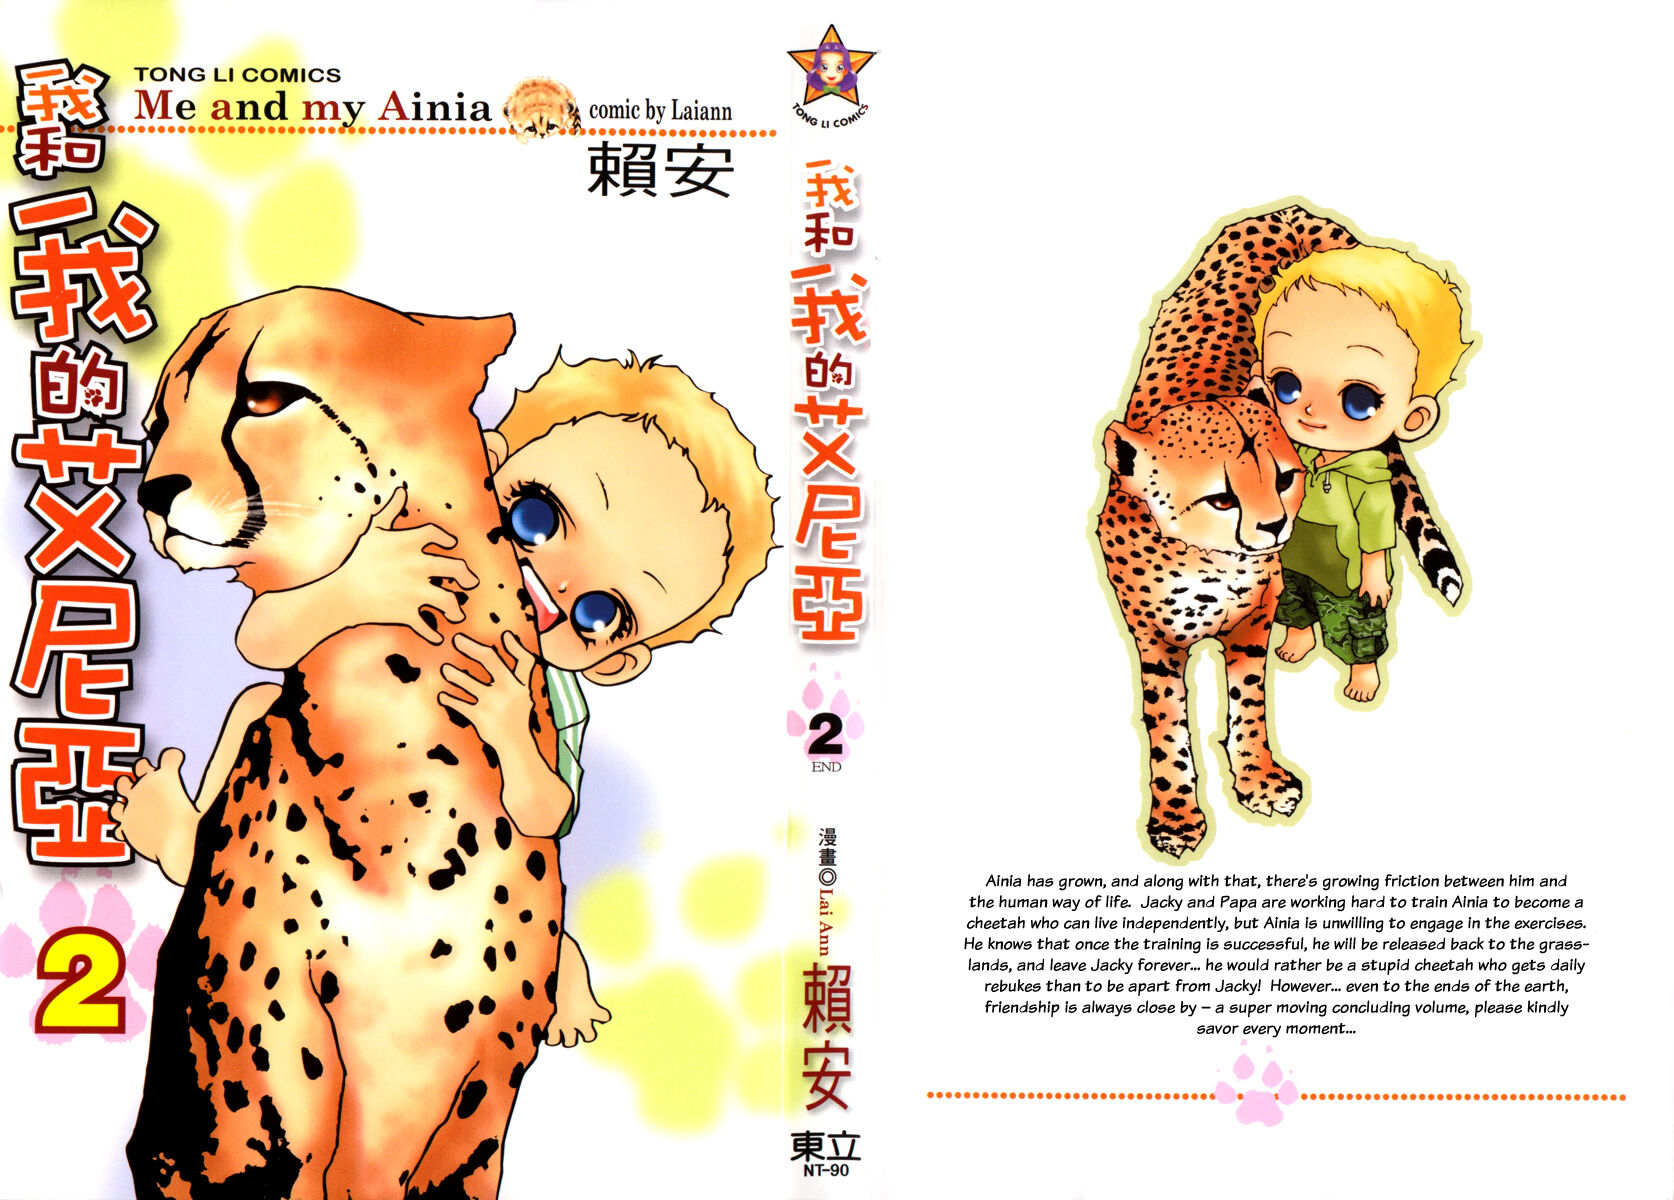 TONG LI COMICS
Me and my Ainia
comic by Laiann
賴安
我和我的艾尼亞
2
TONG LI COMICS
我和我的艾尼亞
2
END
漫畫◎Lai Ann
賴安
東立
NT-90
Ainia has grown, and along with that, there's growing friction between him and
the human way of life. Jacky and Papa are working hard to train Ainia to become a
cheetah who can live independently, but Ainia is unwilling to engage in the exercises.
He knows that once the training is successful, he will be released back to the grass-
lands, and leave Jacky forever... he would rather be a stupid cheetah who gets daily
rebukes than to be apart from Jacky! However... even to the ends of the earth,
friendship is always close by – a super moving concluding volume, please kindly
savor every moment...